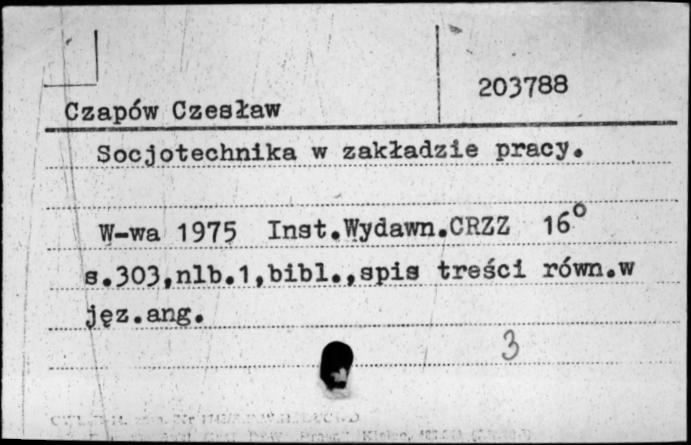 203788
Czapów Czesław
Socjotechnika w zakładzie pracy.
W-wa 1975 Inst.Wydawn.CRZZ 16°
s.303,nlb.1,bibl.,spis treści równ.w
jęz.ang.
3